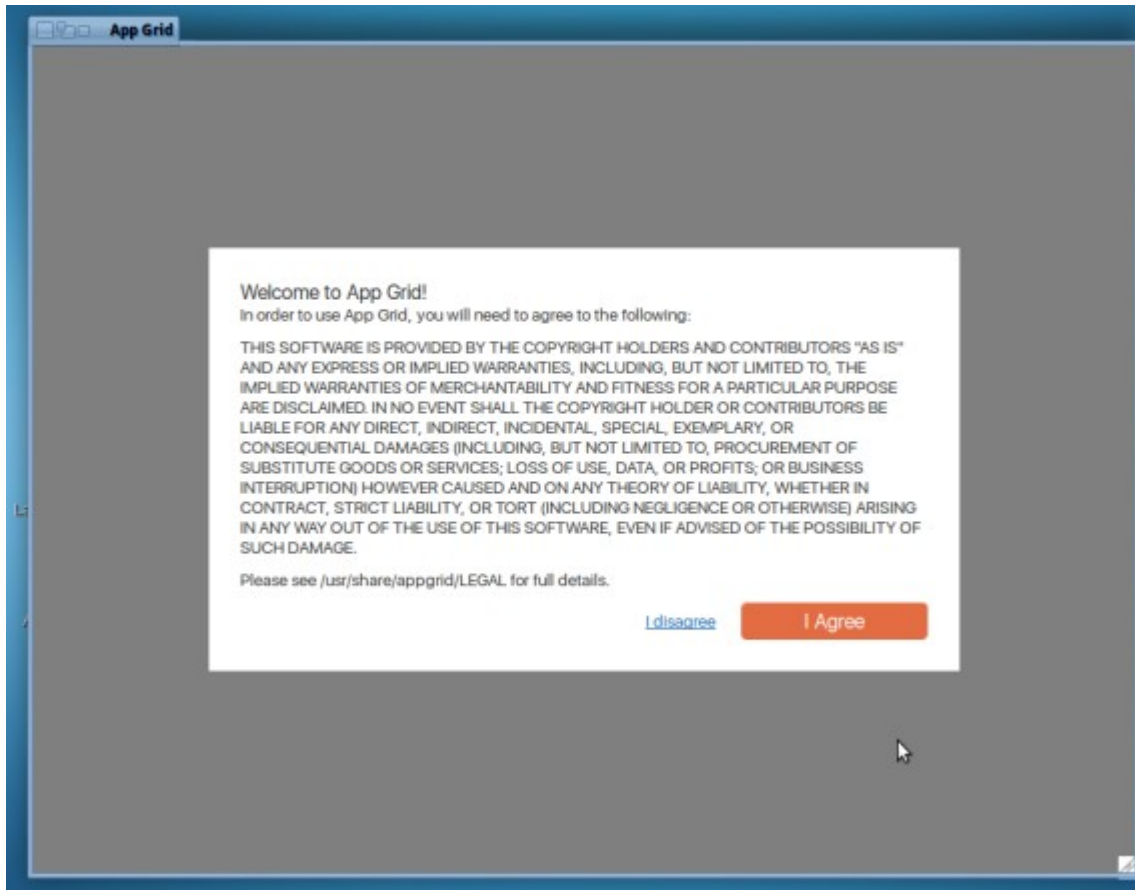 App Grid
Welcome to App Grid!
In order to use App Grid, you will need to agree to the following:
THIS SOFTWARE IS PROVIDED BY THE COPYRIGHT HOLDERS AND CONTRIBUTORS "AS IS"
AND ANY EXPRESS OR IMPLIED WARRANTIES, INCLUDING, BUT NOT LIMITED TO, THE
IMPLIED WARRANTIES OF MERCHANTABILITY AND FITNESS FOR A PARTICULAR PURPOSE
ARE DISCLAIMED. IN NO EVENT SHALL THE COPYRIGHT HOLDER OR CONTRIBUTORS BE
LIABLE FOR ANY DIRECT, INDIRECT, INCIDENTAL, SPECIAL, EXEMPLARY, OR
CONSEQUENTIAL DAMAGES (INCLUDING, BUT NOT LIMITED TO, PROCUREMENT OF
SUBSTITUTE GOODS OR SERVICES; LOSS OF USE, DATA, OR PROFITS; OR BUSINESS
INTERRUPTION) HOWEVER CAUSED AND ON ANY THEORY OF LIABILITY, WHETHER IN
CONTRACT, STRICT LIABILITY, OR TORT (INCLUDING NEGLIGENCE OR OTHERWISE) ARISING
IN ANY WAY OUT OF THE USE OF THIS SOFTWARE, EVEN IF ADVISED OF THE POSSIBILITY OF
SUCH DAMAGE.
Please see /usr/share/appgrid/LEGAL for full details.
I disagree
I Agree